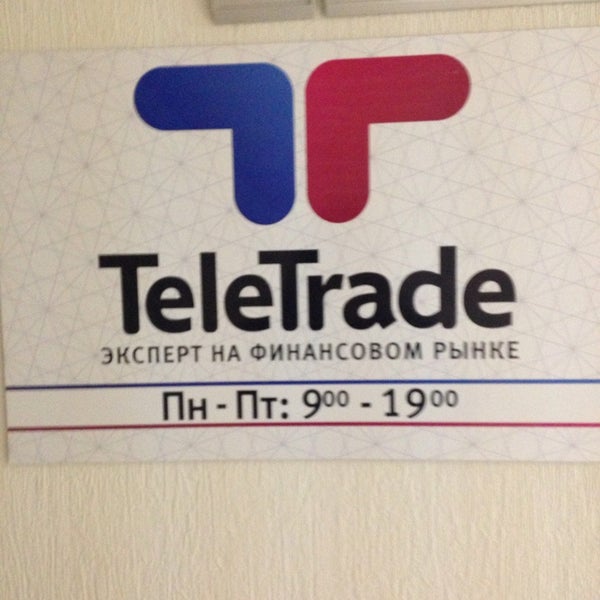 TeleTrade
ЭКСПЕРТ НА ФИНАНСОВОМ РЫНКЕ
Пн - Пт: 9⁰⁰ - 19⁰⁰